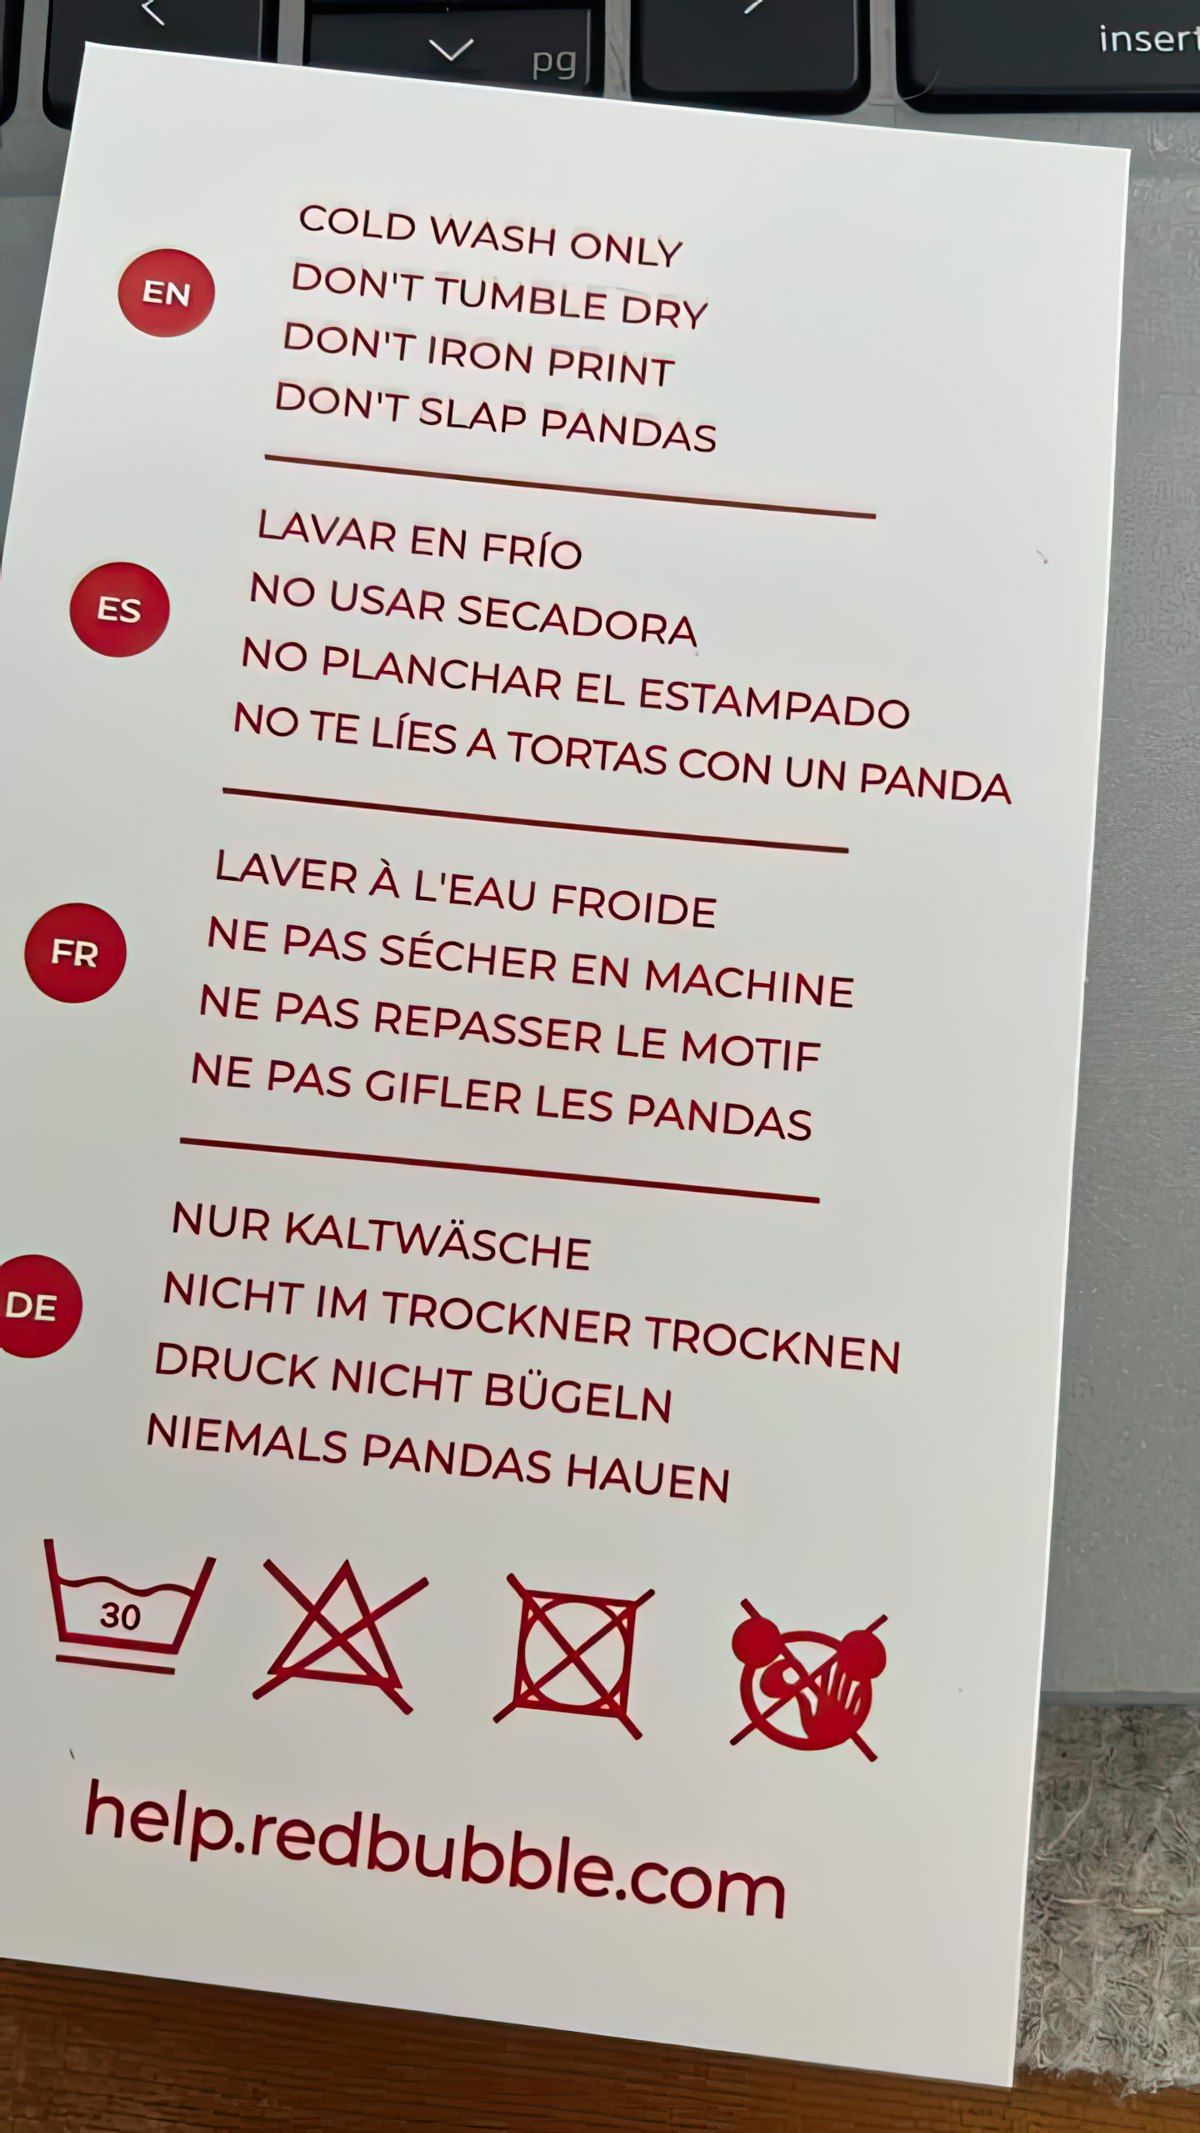 pg
insert
EN
COLD WASH ONLY
DON'T TUMBLE DRY
DON'T IRON PRINT
DON'T SLAP PANDAS
ES
LAVAR EN FRÍO
NO USAR SECADORA
NO PLANCHAR EL ESTAMPADO
NO TE LÍES A TORTAS CON UN PANDA
FR
LAVER À L'EAU FROIDE
NE PAS SÉCHER EN MACHINE
NE PAS REPASSER LE MOTIF
NE PAS GIFLER LES PANDAS
DE
NUR KALTWÄSCHE
NICHT IM TROCKNER TROCKNEN
DRUCK NICHT BÜGELN
NIEMALS PANDAS HAUEN
30
help.redbubble.com